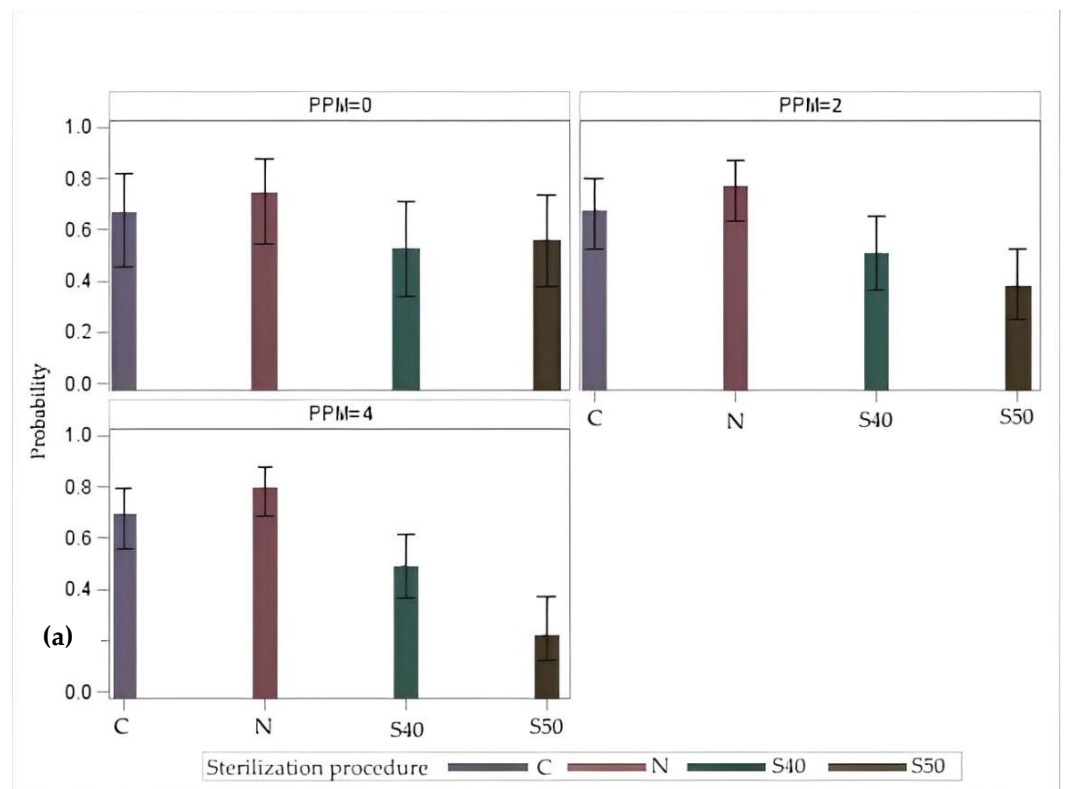 PPM=0
PPM=2
1.0
0.8
0.6
0.4
0.2
0.0
C
N
S40
S50
PPM=4
Probability
1.0
0.8
0.6
0.4
(a)
0.0
C
N
S40
S50
Sterilization procedure C N S40 S50